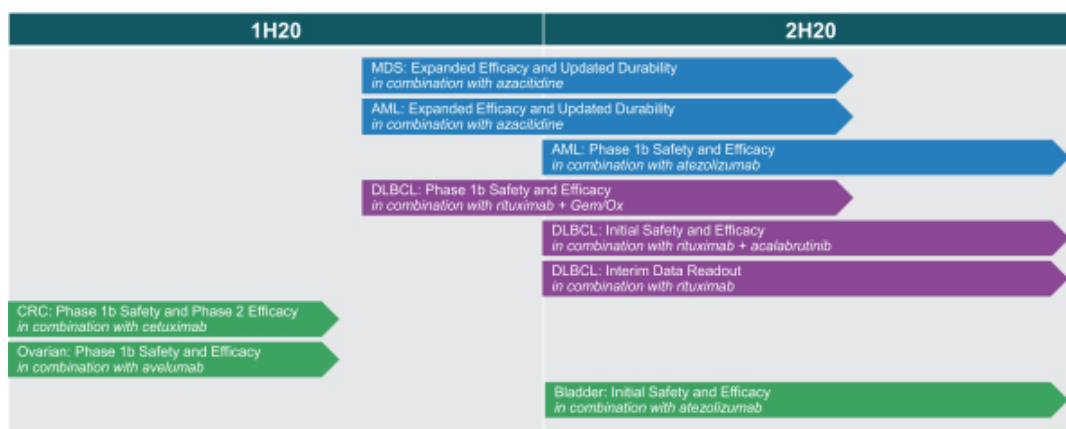 1H20
2H20
MDS: Expanded Efficacy and Updated Durability
in combination with azacitidine
AML: Expanded Efficacy and Updated Durability
in combination with azacitidine
AML: Phase 1b Safety and Efficacy
in combination with atezolizumab
DLBCL: Phase 1b Safety and Efficacy
in combination with rituximab + Gem/Ox
DLBCL: Initial Safety and Efficacy
in combination with rituximab + acalabrutinib
DLBCL: Interim Data Readout
in combination with rituximab
CRC: Phase 1b Safety and Phase 2 Efficacy
in combination with cetuximab
Ovarian: Phase 1b Safety and Efficacy
in combination with avelumab
Bladder: Initial Safety and Efficacy
in combination with atezolizumab